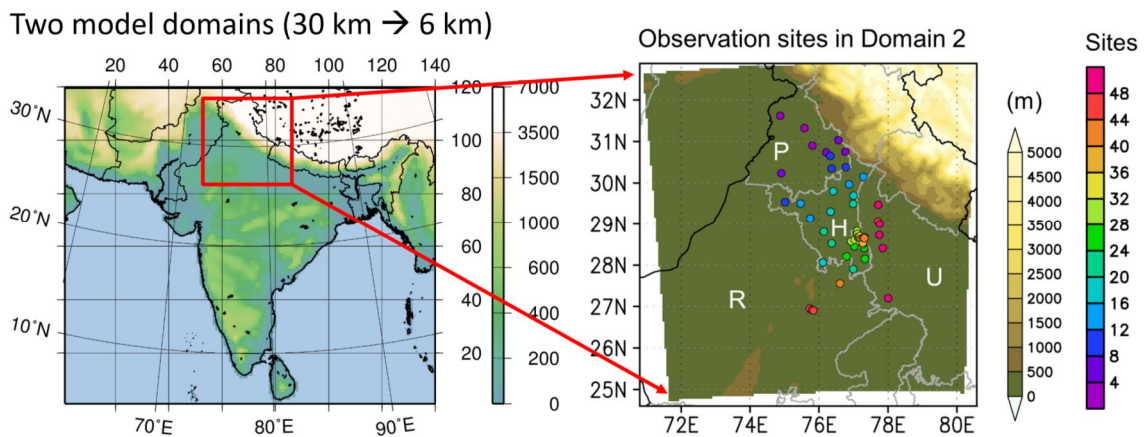 Two model domains (30 km → 6 km)
Observation sites in Domain 2
Sites
20 40 60 80 100 120 140
30˚N
20˚N
10˚N
70˚E 80˚E 90˚E
100
80
60
40
20
0
7000
3500
1500
1000
600
400
200
0
32N
31N
30N
29N
28N
27N
26N
25N
72E 74E 76E 78E 80E
P
H
R
U
(m)
5000
4500
4000
3500
3000
2500
2000
1500
1000
500
0
48
44
40
36
32
28
24
20
16
12
8
4